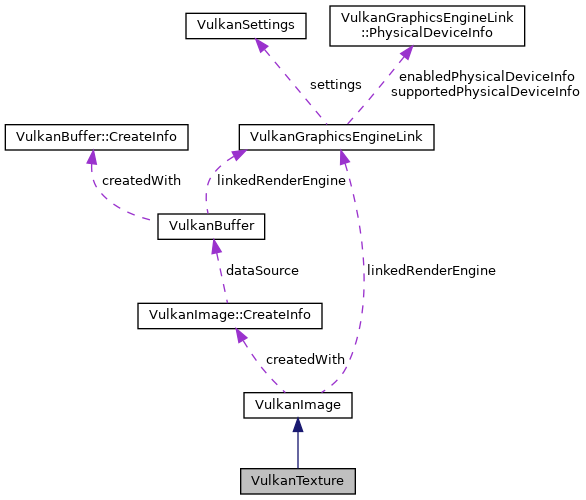 VulkanSettings
VulkanGraphicsEngineLink
::PhysicalDeviceInfo
settings
enabledPhysicalDeviceInfo
supportedPhysicalDeviceInfo
VulkanBuffer::CreateInfo
VulkanGraphicsEngineLink
createdWith
linkedRenderEngine
VulkanBuffer
dataSource
linkedRenderEngine
VulkanImage::CreateInfo
createdWith
VulkanImage
VulkanTexture